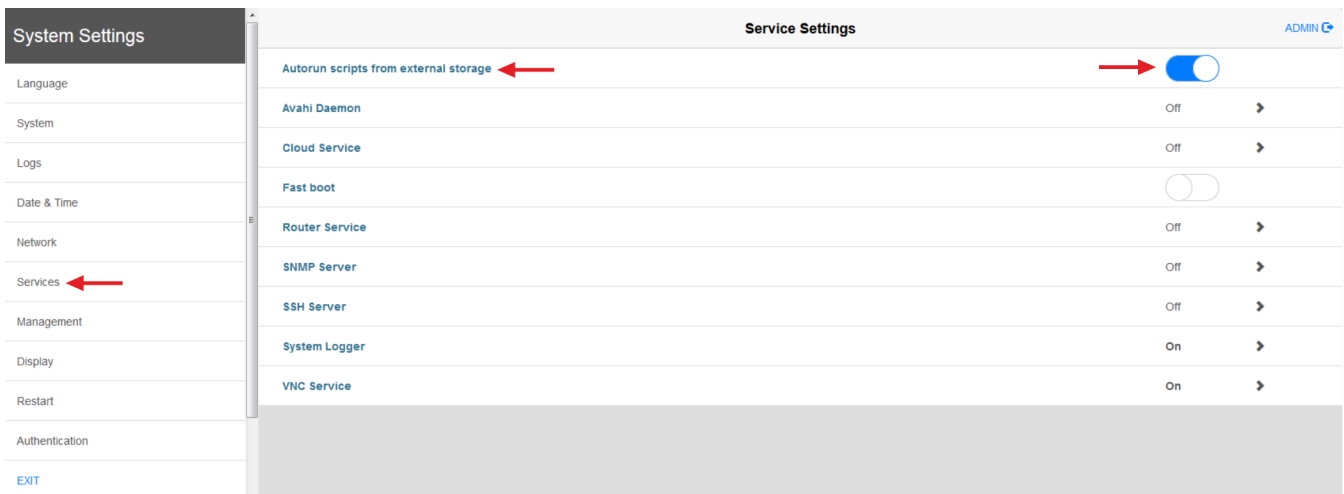 System Settings
Language
System
Logs
Date & Time
Network
Services
Management
Display
Restart
Authentication
EXIT
Service Settings
ADMIN
Autorun scripts from external storage
Avahi Daemon Off
Cloud Service Off
Fast boot
Router Service Off
SNMP Server Off
SSH Server Off
System Logger On
VNC Service On